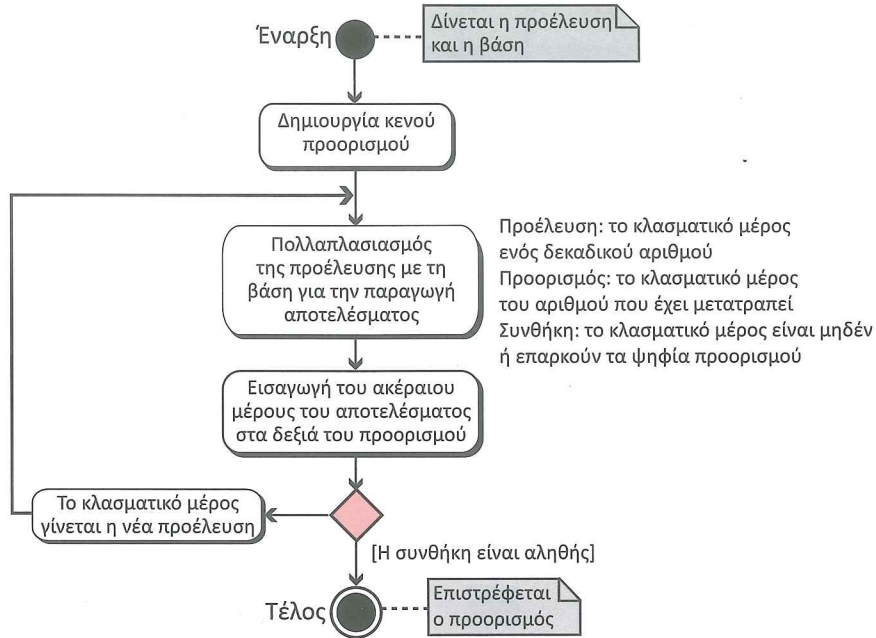 Έναρξη
Δίνεται η προέλευση
και η βάση
Δημιουργία κενού
προορισμού
Πολλαπλασιασμός
της προέλευσης με τη
βάση για την παραγωγή
αποτελέσματος
Προέλευση: το κλασματικό μέρος
ενός δεκαδικού αριθμού
Προορισμός: το κλασματικό μέρος
του αριθμού που έχει μετατραπεί
Συνθήκη: το κλασματικό μέρος είναι μηδέν
ή επαρκούν τα ψηφία προορισμού
Εισαγωγή του ακέραιου
μέρους του αποτελέσματος
στα δεξιά του προορισμού
Το κλασματικό μέρος
γίνεται η νέα προέλευση
[Η συνθήκη είναι αληθής]
Τέλος
Επιστρέφεται
ο προορισμός